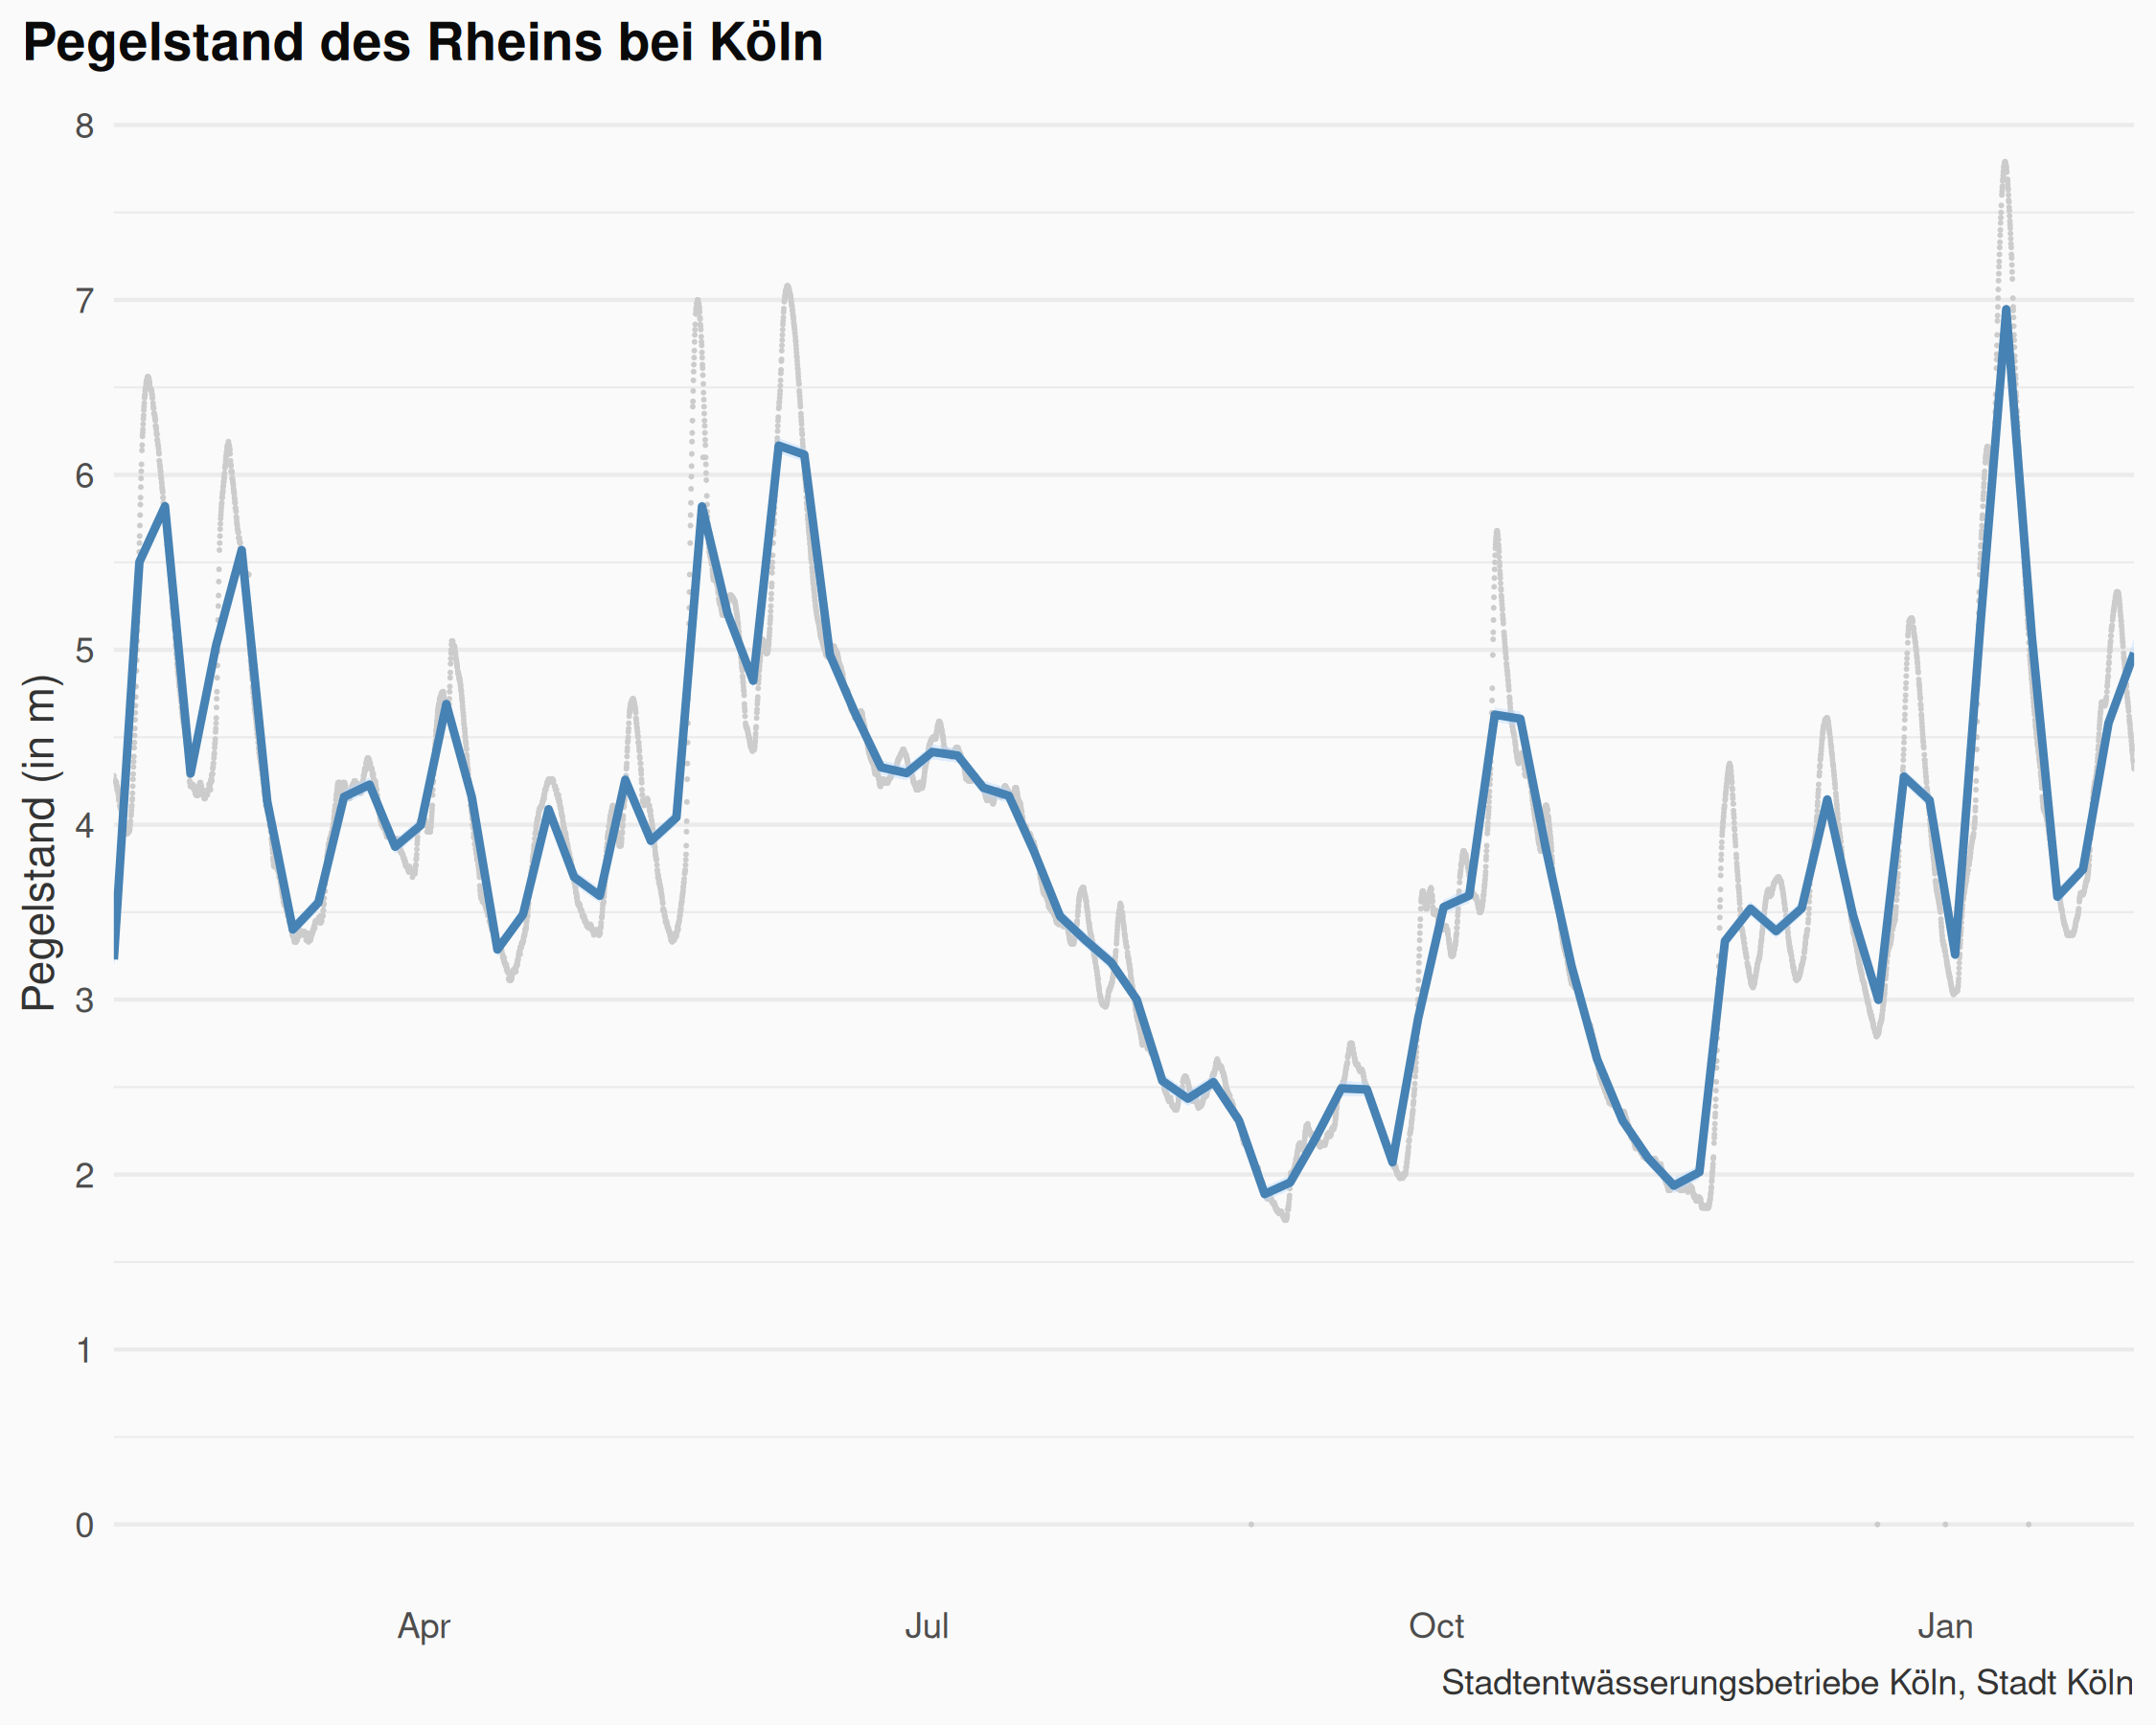 Pegelstand des Rheins bei Köln
Pegelstand (in m)
8
7
6
5
4
3
2
1
0
Apr Jul Oct Jan
Stadtentwässerungsbetriebe Köln, Stadt Köln